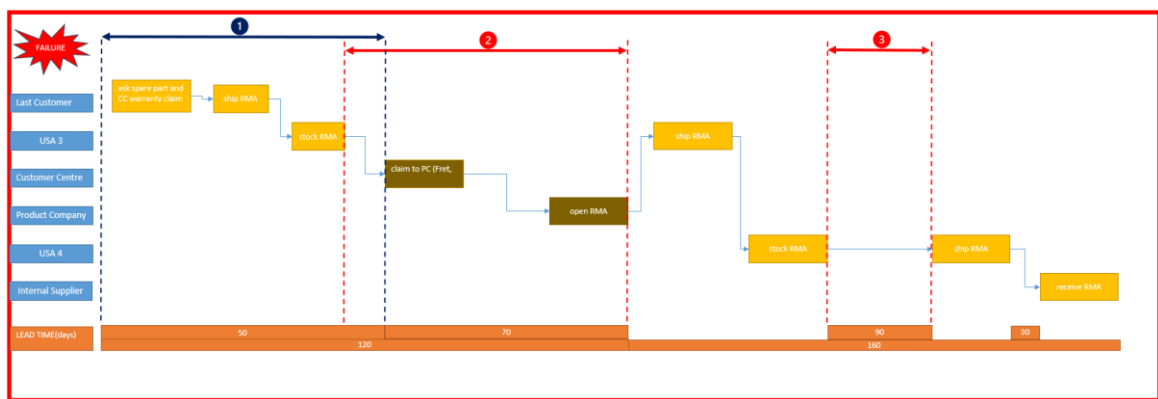 1
2
3
FAILURE
ask spare part and
CC warranty claim
Last Customer
ship RMA
USA 3
stock RMA
ship RMA
Customer Centre
claim to PC (Fret,
Product Company
open RMA
USA 4
stock RMA
ship RMA
Internal Supplier
receive RMA
LEAD TIME(days)
50
70
90
30
120
160